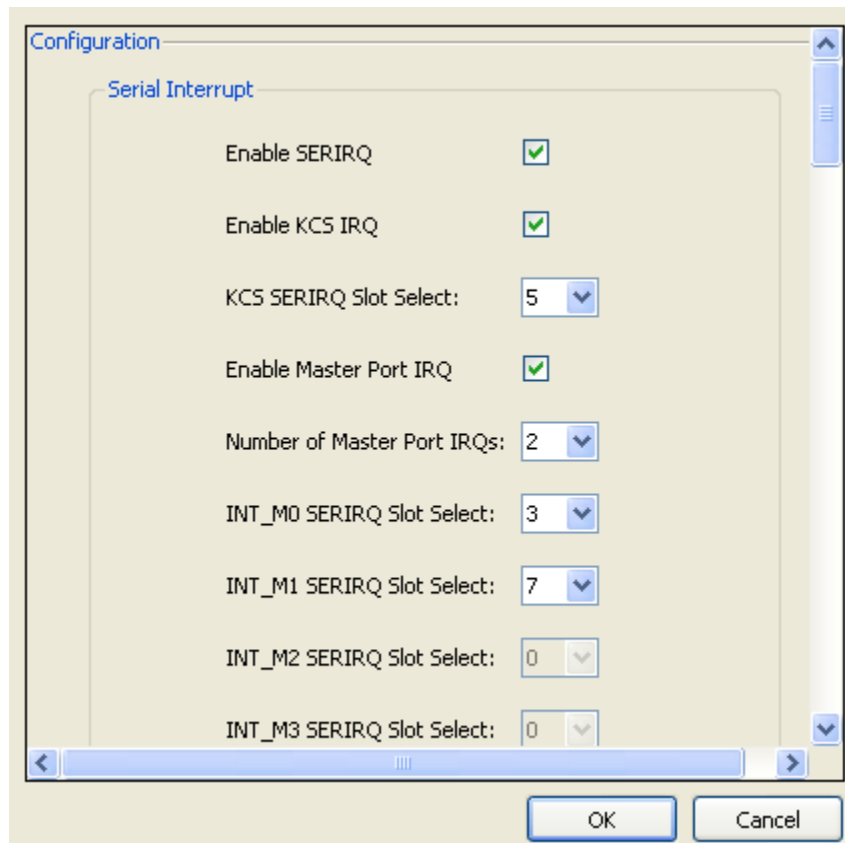 Configuration
Serial Interrupt
Enable SERIRQ
Enable KCS IRQ
KCS SERIRQ Slot Select: 5
Enable Master Port IRQ
Number of Master Port IRQs: 2
INT_M0 SERIRQ Slot Select: 3
INT_M1 SERIRQ Slot Select: 7
INT_M2 SERIRQ Slot Select: 0
INT_M3 SERIRQ Slot Select: 0
OK Cancel